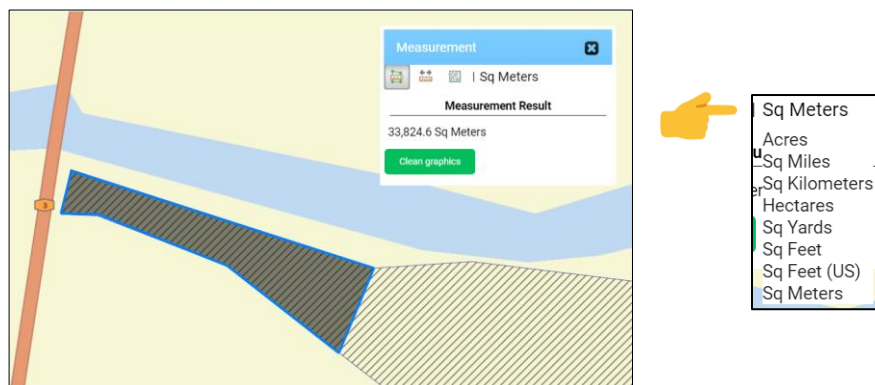 Measurement
| Sq Meters
Measurement Result
33,824.6 Sq Meters
Clean graphics
3
| Sq Meters
Acres
Sq Miles
Sq Kilometers
Hectares
Sq Yards
Sq Feet
Sq Feet (US)
Sq Meters